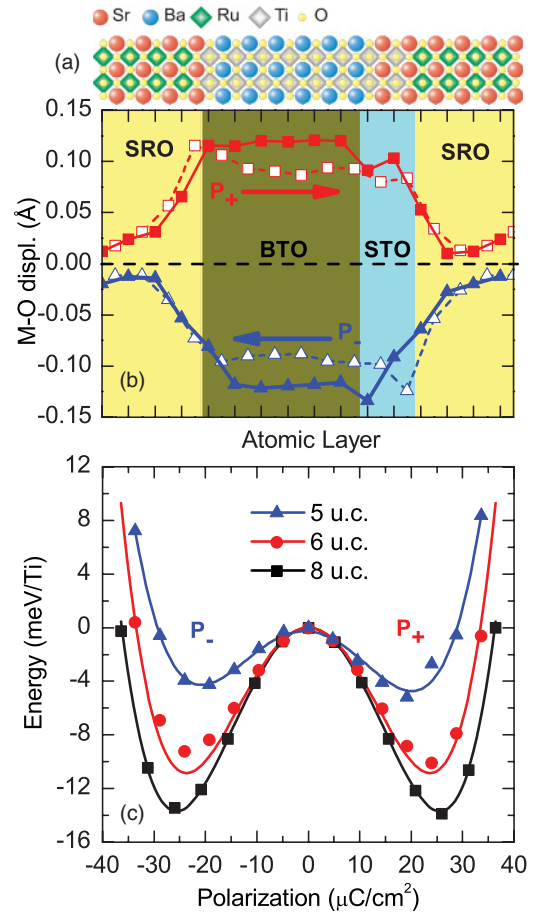 Sr Ba Ru Ti O
(a)
0.15
0.10
0.05
0.00
-0.05
-0.10
-0.15
M-O displ. (Å)
SRO
SRO
P+
BTO
STO
P-
(b)
Atomic Layer
12
8
4
0
-4
-8
-12
-16
Energy (meV/Ti)
5 u.c.
6 u.c.
8 u.c.
P-
P+
(c)
-40 -30 -20 -10 0 10 20 30 40
Polarization (μC/cm²)